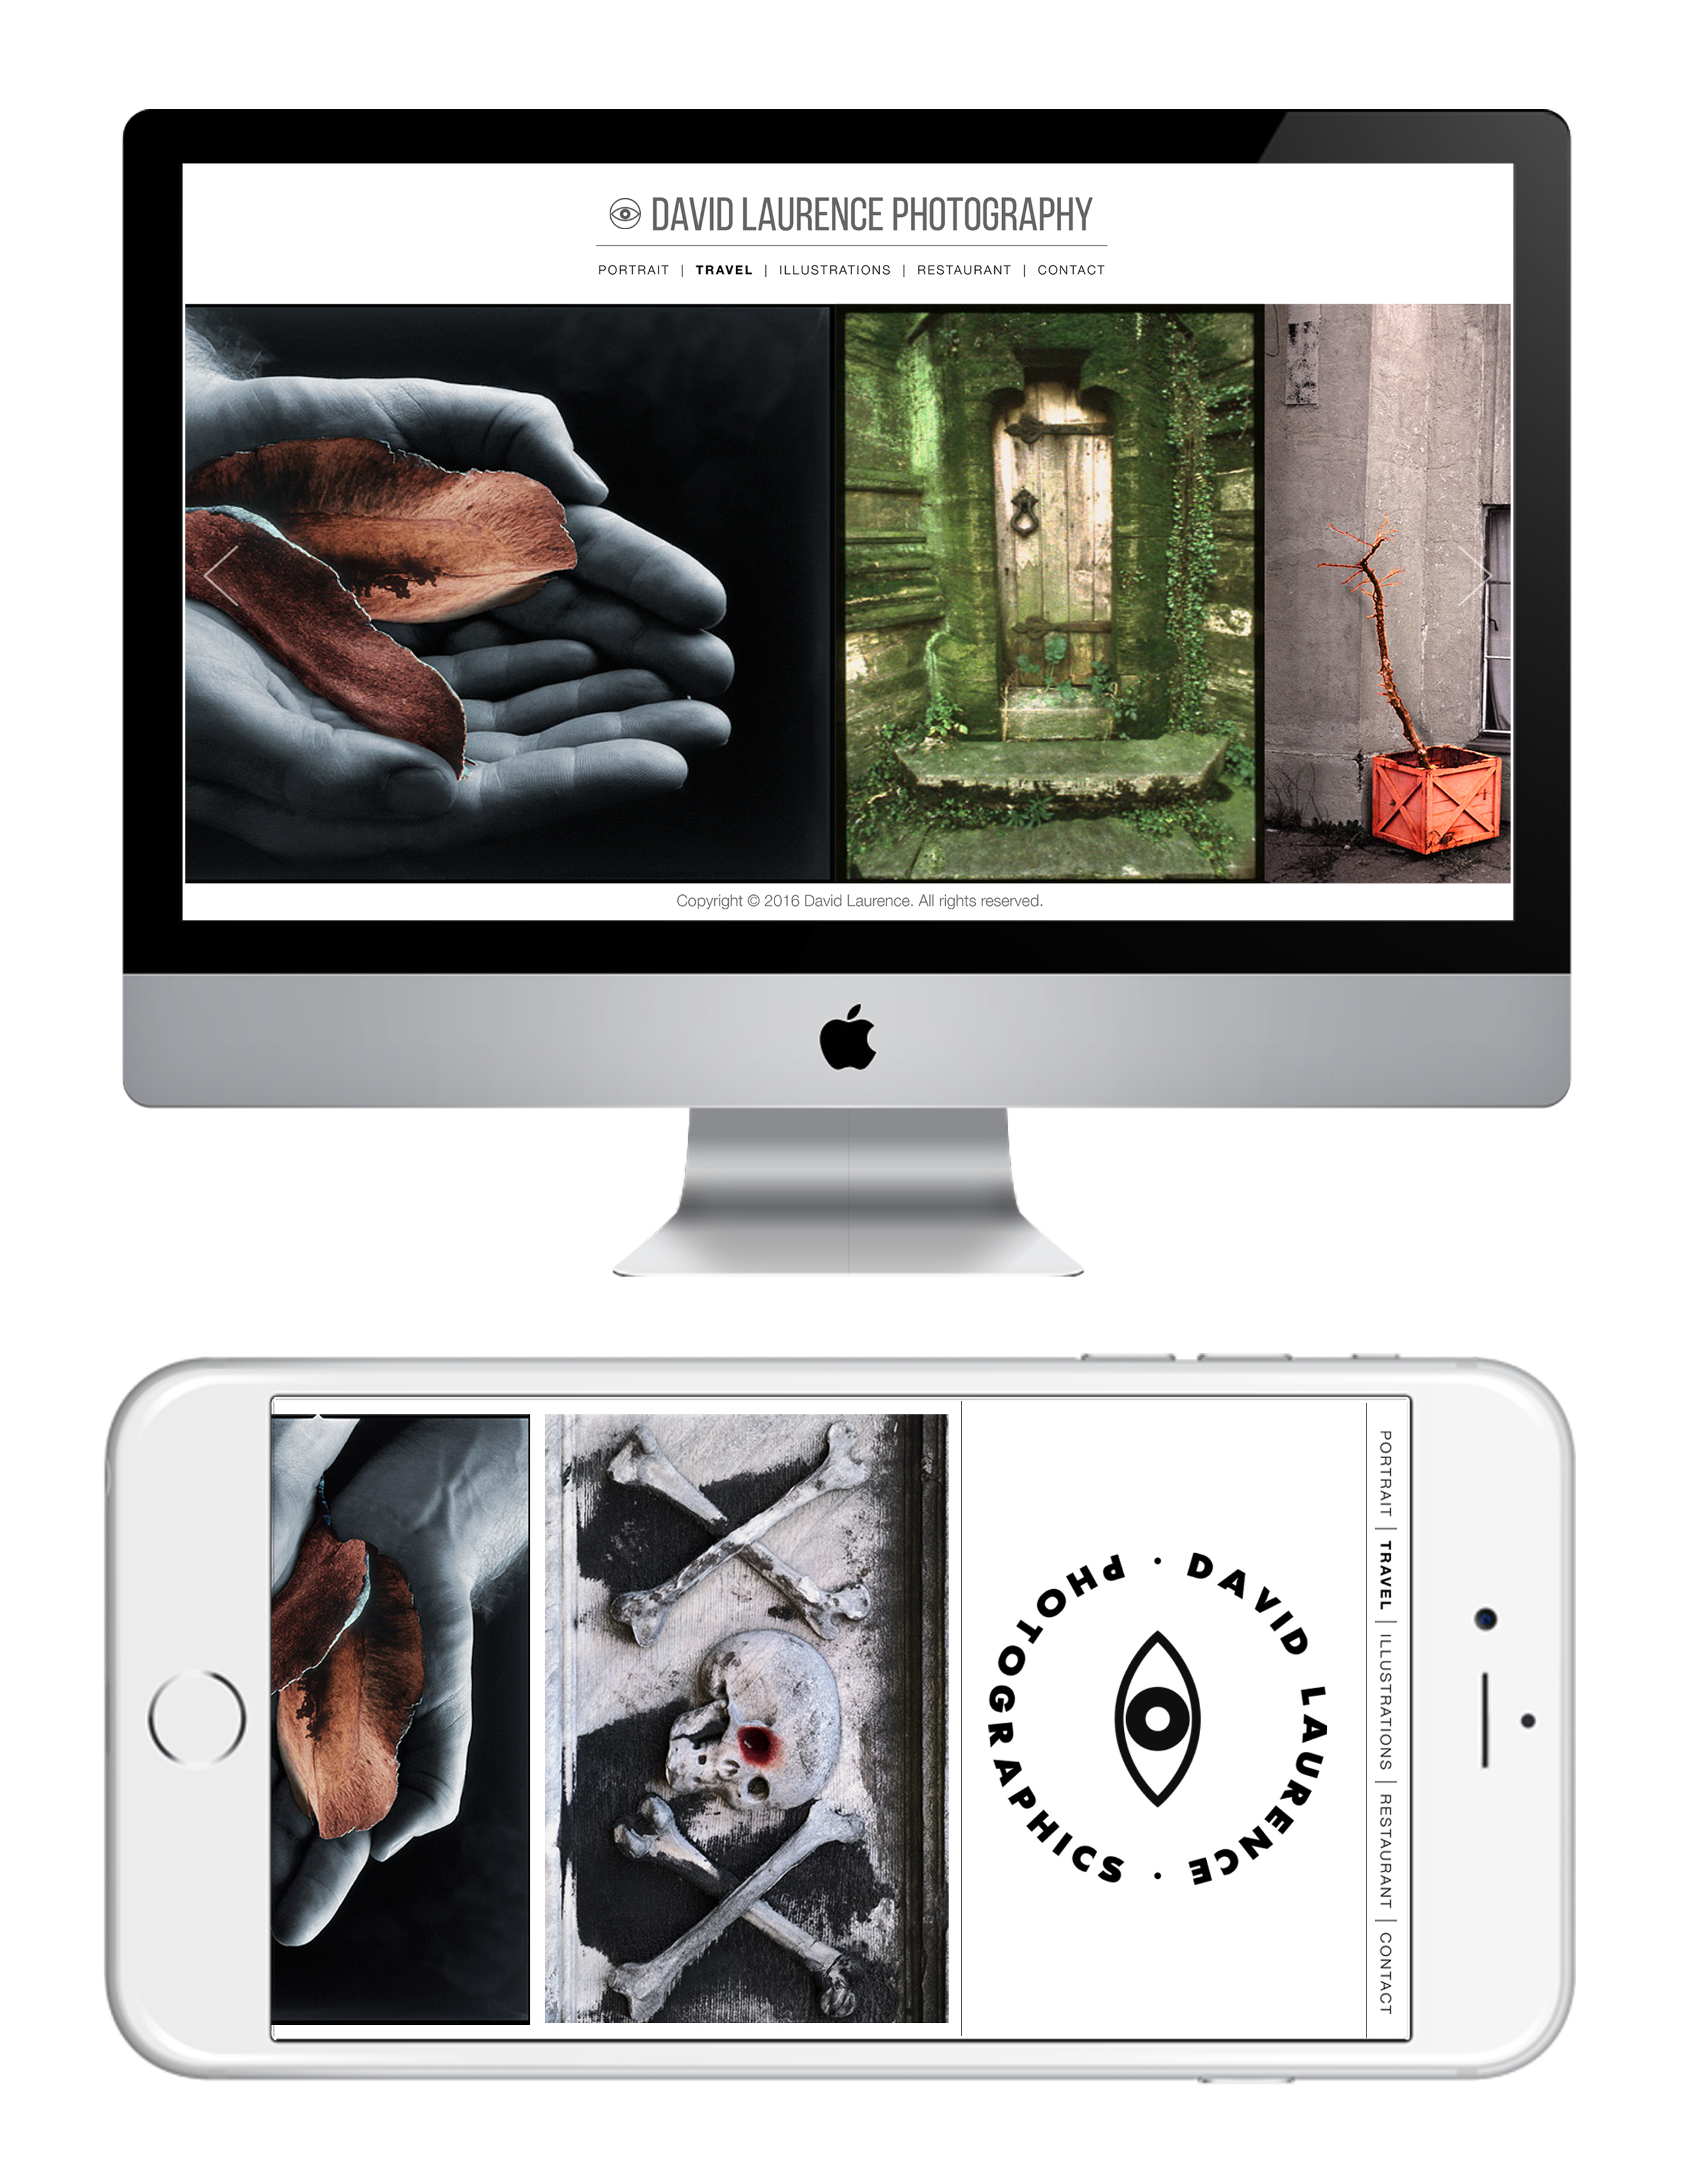 DAVID LAURENCE PHOTOGRAPHY
PORTRAIT | TRAVEL | ILLUSTRATIONS | RESTAURANT | CONTACT
Copyright © 2016 David Laurence. All rights reserved.
PORTRAIT | TRAVEL | ILLUSTRATIONS | RESTAURANT | CONTACT
DAVID LAURENCE · PHOTOGRAPHICS ·